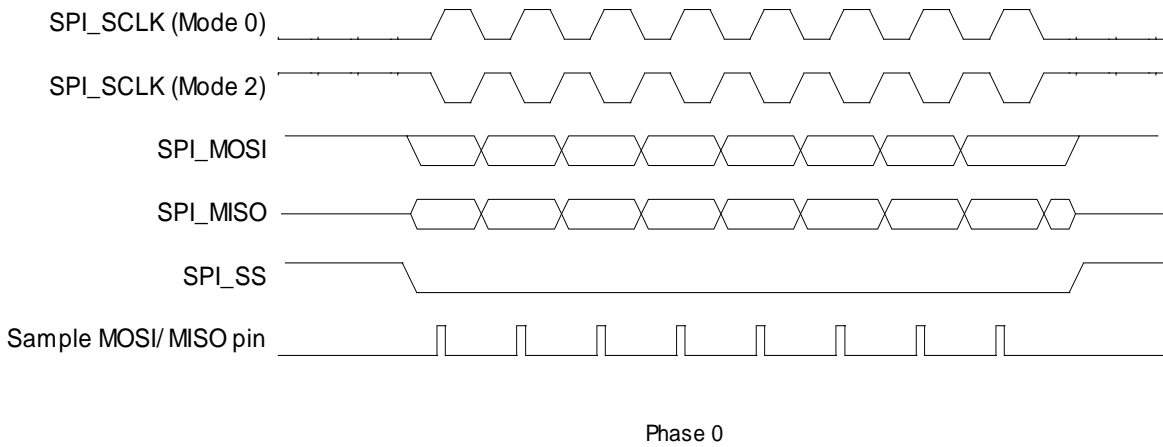 SPI_SCLK (Mode 0)
SPI_SCLK (Mode 2)
SPI_MOSI
SPI_MISO
SPI_SS
Sample MOSI/ MISO pin
Phase 0